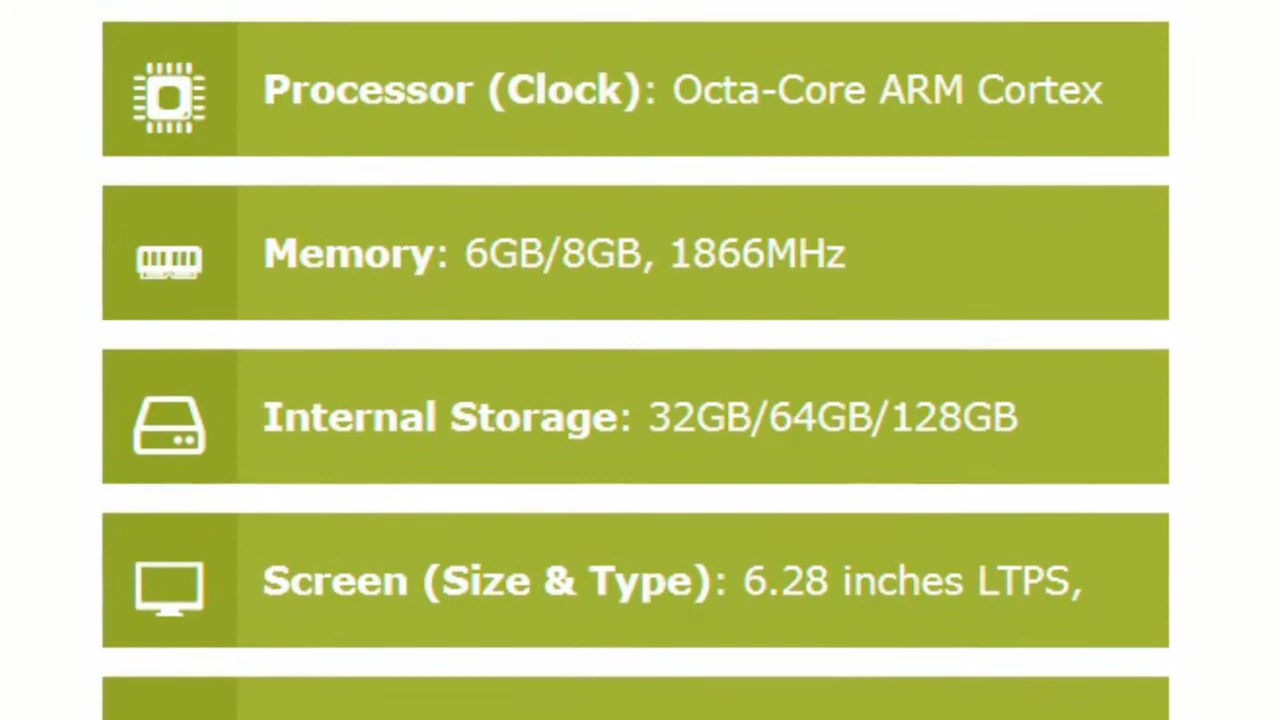 Processor (Clock): Octa-Core ARM Cortex
Memory: 6GB/8GB, 1866MHz
Internal Storage: 32GB/64GB/128GB
Screen (Size & Type): 6.28 inches LTPS,